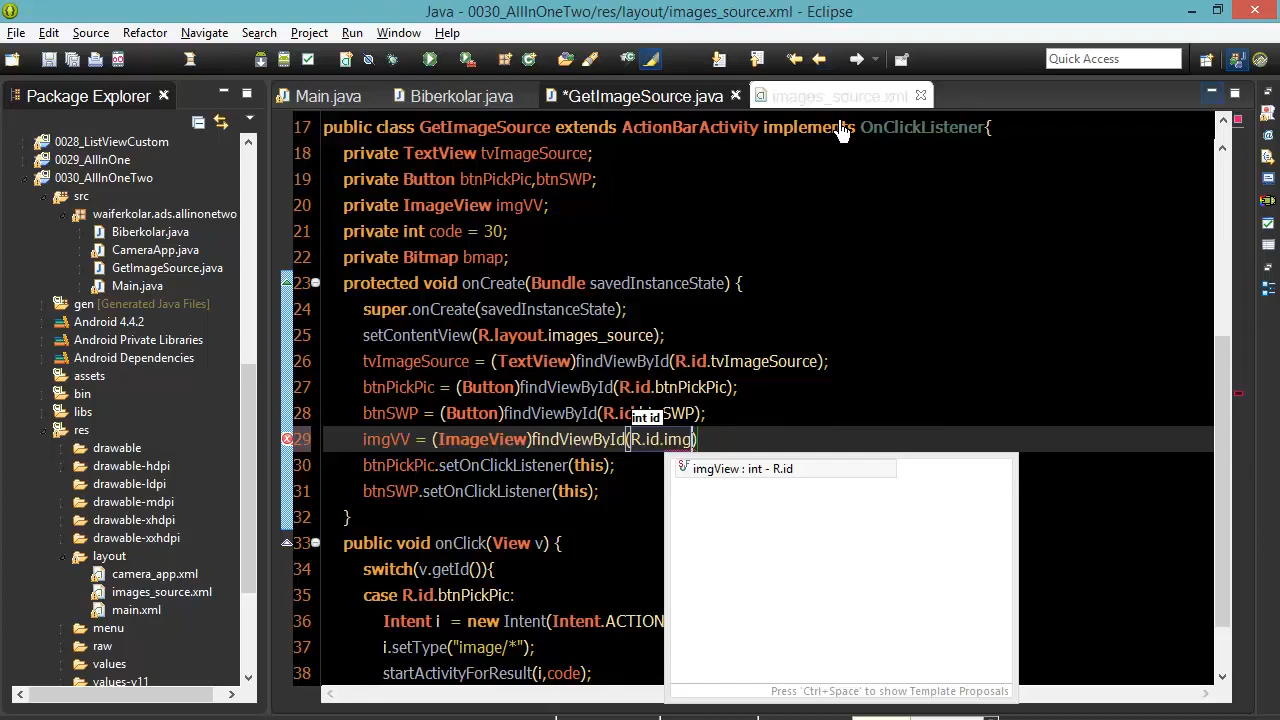 Java - 0030_AllInOneTwo/res/layout/images_source.xml - Eclipse
File Edit Source Refactor Navigate Search Project Run Window Help
Quick Access
Package Explorer
Main.java
Biberkolar.java
*GetImageSource.java
images_source.xml
0028_ListViewCustom
0029_AllInOne
0030_AllInOneTwo
src
waiferkolar.ads.allinonetwo
Biberkolar.java
CameraApp.java
GetImageSource.java
Main.java
gen [Generated Java Files]
Android 4.4.2
Android Private Libraries
Android Dependencies
assets
bin
libs
res
drawable
drawable-hdpi
drawable-ldpi
drawable-mdpi
drawable-xhdpi
drawable-xxhdpi
layout
camera_app.xml
images_source.xml
main.xml
menu
raw
values
values-v11
17 public class GetImageSource extends ActionBarActivity implements OnClickListener{
18 private TextView tvImageSource;
19 private Button btnPickPic,btnSWP;
20 private ImageView imgVV;
21 private int code = 30;
22 private Bitmap bmap;
23 protected void onCreate(Bundle savedInstanceState) {
24 super.onCreate(savedInstanceState);
25 setContentView(R.layout.images_source);
26 tvImageSource = (TextView)findViewById(R.id.tvImageSource);
27 btnPickPic = (Button)findViewById(R.id.btnPickPic);
28 btnSWP = (Button)findViewById(R.id SWP);
int id
29 imgVV = (ImageView)findViewById(R.id.img)
30 btnPickPic.setOnClickListener(this);
31 btnSWP.setOnClickListener(this);
32 }
33 public void onClick(View v) {
34 switch(v.getId()){
35 case R.id.btnPickPic:
36 Intent i = new Intent(Intent.ACTION
37 i.setType("image/*");
38 startActivityForResult(i,code);
imgView : int - R.id
Press 'Ctrl+Space' to show Template Proposals